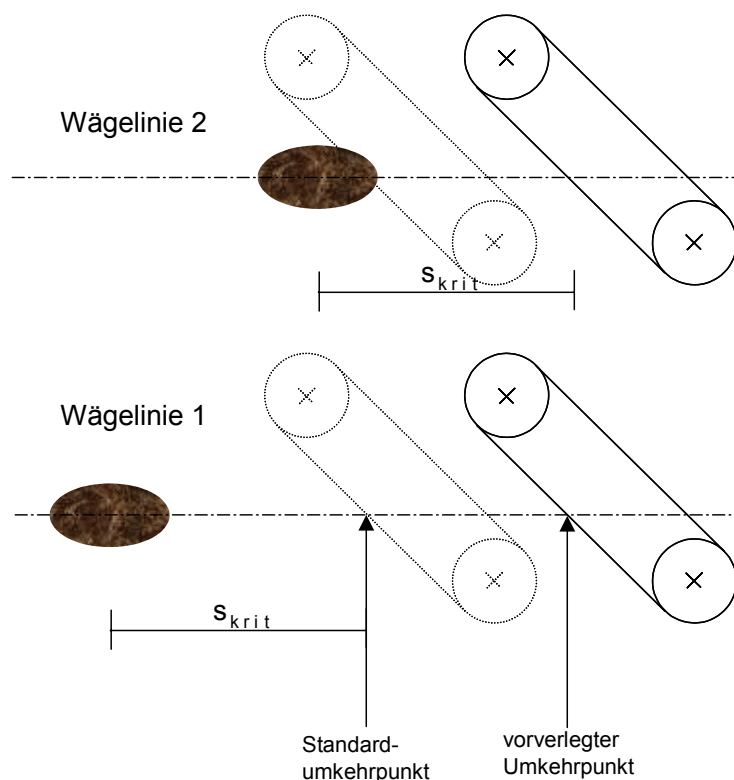 Wägelinie 2
s krit
Wägelinie 1
s krit
Standard-
umkehrpunkt
vorverlegter
Umkehrpunkt